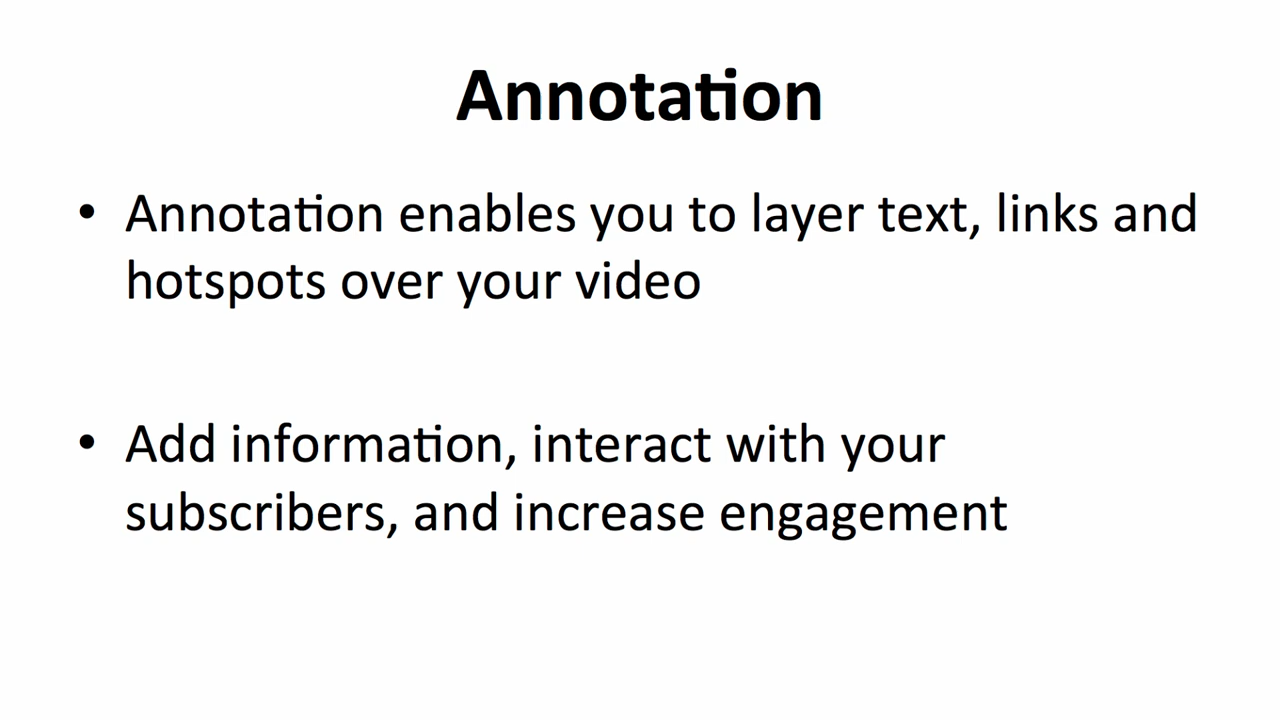 Annotation
• Annotation enables you to layer text, links and
hotspots over your video
• Add information, interact with your
subscribers, and increase engagement